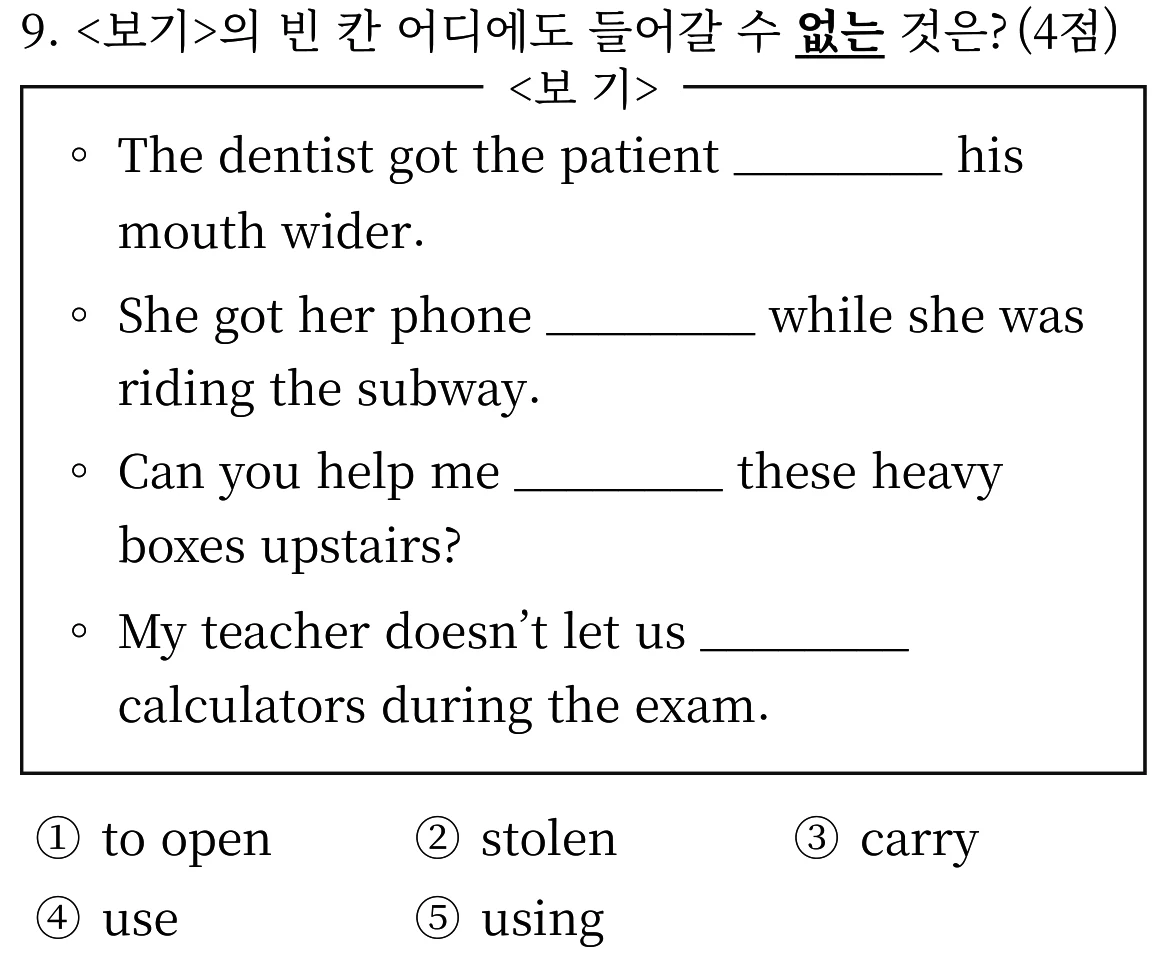 9. <보기>의 빈 칸 어디에도 들어갈 수 없는 것은? (4점)
<보 기>
◦ The dentist got the patient ________ his
mouth wider.
◦ She got her phone ________ while she was
riding the subway.
◦ Can you help me ________ these heavy
boxes upstairs?
◦ My teacher doesn’t let us ________
calculators during the exam.
① to open ② stolen ③ carry
④ use ⑤ using